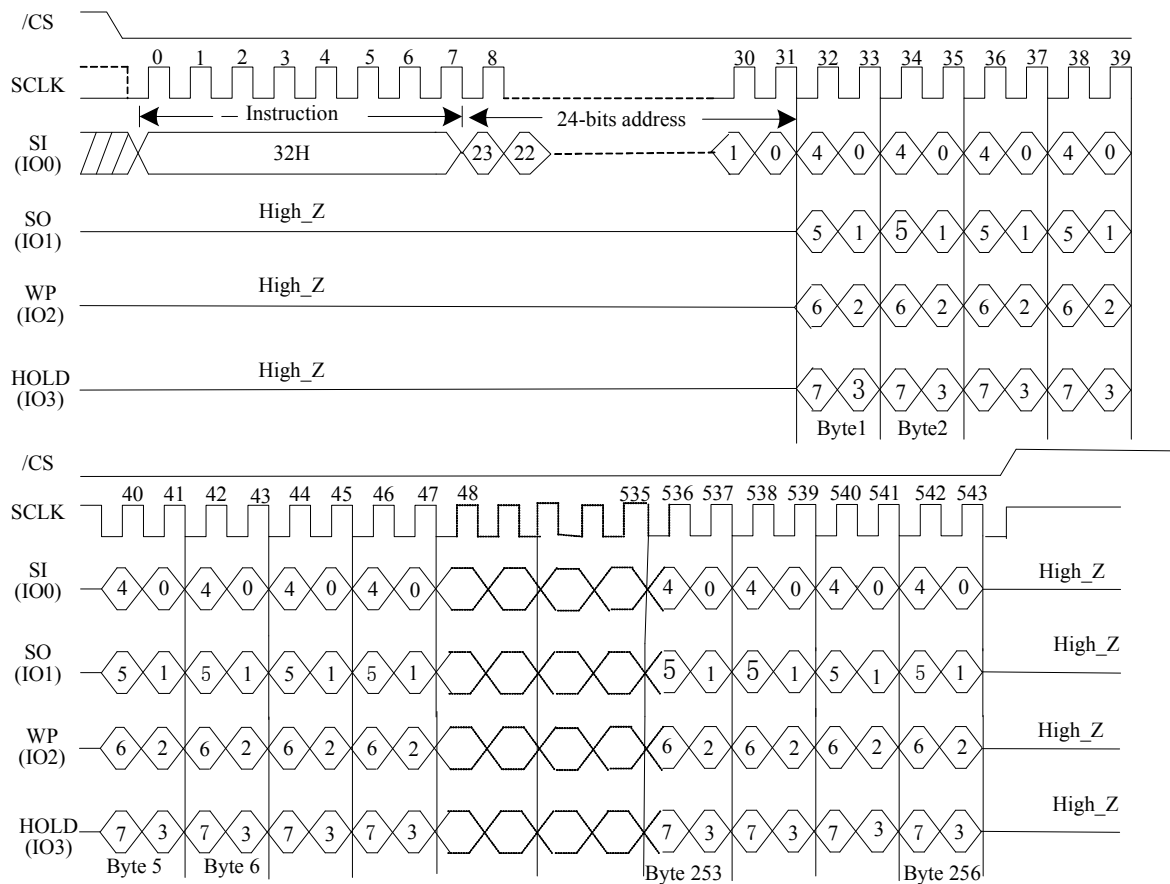 /CS
0 1 2 3 4 5 6 7 8 30 31 32 33 34 35 36 37 38 39
SCLK
Instruction 24-bits address
SI
(IO0)
32H 23 22 1 0 4 0 4 0 4 0 4 0
SO
(IO1)
High_Z 5 1 5 1 5 1 5 1
WP
(IO2)
High_Z 6 2 6 2 6 2 6 2
HOLD
(IO3)
High_Z 7 3 7 3 7 3 7 3
Byte1 Byte2
/CS
40 41 42 43 44 45 46 47 48 535 536 537 538 539 540 541 542 543
SCLK
SI
(IO0)
4 0 4 0 4 0 4 0 4 0 4 0 4 0 4 0 High_Z
SO
(IO1)
5 1 5 1 5 1 5 1 5 1 5 1 5 1 5 1 High_Z
WP
(IO2)
6 2 6 2 6 2 6 2 6 2 6 2 6 2 6 2 High_Z
HOLD
(IO3)
7 3 7 3 7 3 7 3 7 3 7 3 7 3 7 3 High_Z
Byte 5 Byte 6 Byte 253 Byte 256